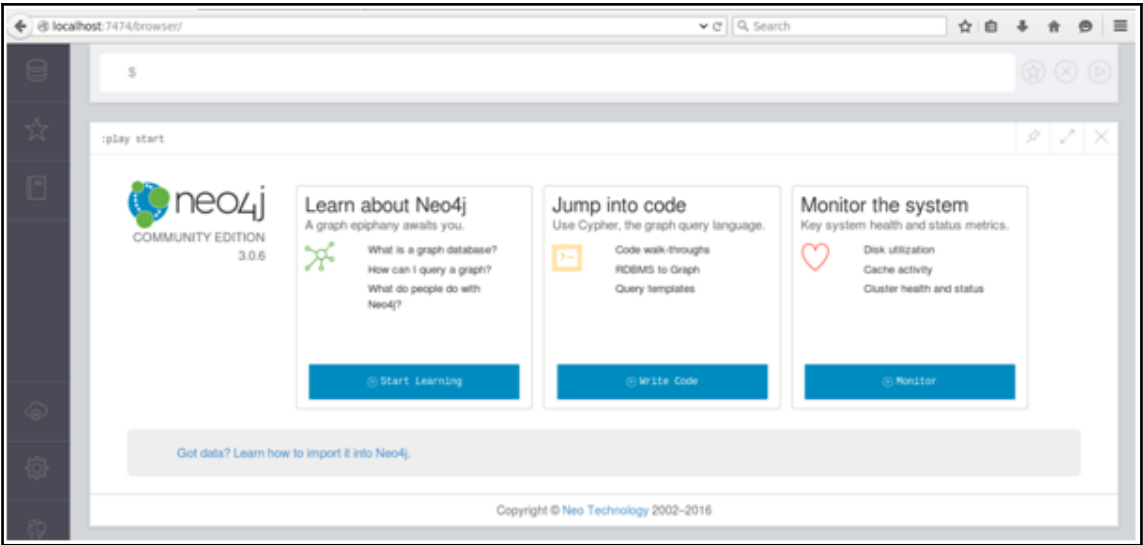 localhost:7474/browser/
Search
$
:play start
neo4j
COMMUNITY EDITION
3.0.6
Learn about Neo4j
A graph epiphany awaits you.
What is a graph database?
How can I query a graph?
What do people do with
Neo4j?
Start Learning
Jump into code
Use Cypher, the graph query language.
Code walk-throughs
RDBMS to Graph
Query templates
Write Code
Monitor the system
Key system health and status metrics.
Disk utilization
Cache activity
Cluster health and status
Monitor
Got data? Learn how to import it into Neo4j.
Copyright © Neo Technology 2002–2016